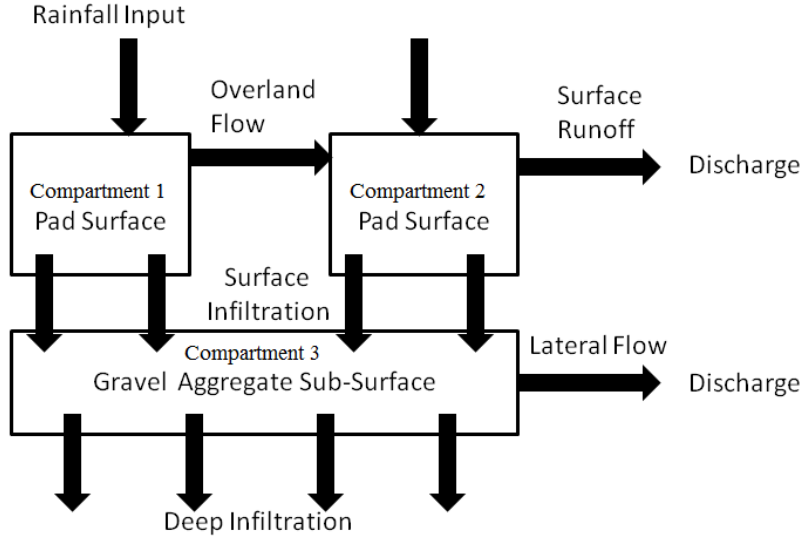 Rainfall Input
Overland
Flow
Surface
Runoff
Discharge
Compartment 1
Pad Surface
Compartment 2
Pad Surface
Surface
Infiltration
Compartment 3
Gravel Aggregate Sub-Surface
Lateral Flow
Discharge
Deep Infiltration